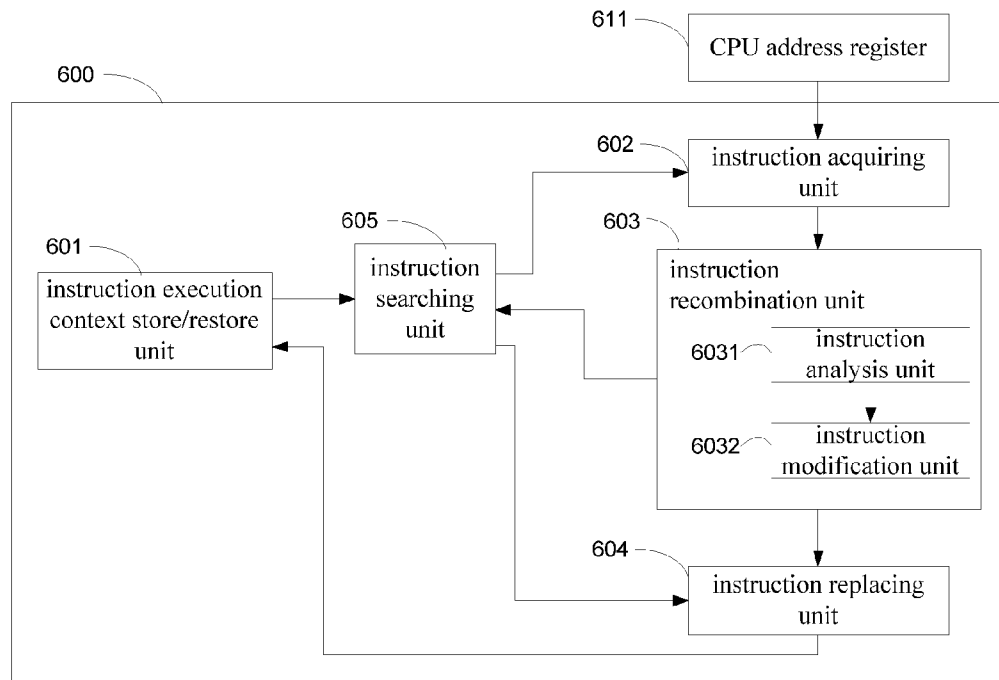 611
CPU address register
600
602
instruction acquiring
unit
605
603
601
instruction
searching
unit
instruction
recombination unit
instruction execution
context store/restore
unit
6031
instruction
analysis unit
6032
instruction
modification unit
604
instruction replacing
unit